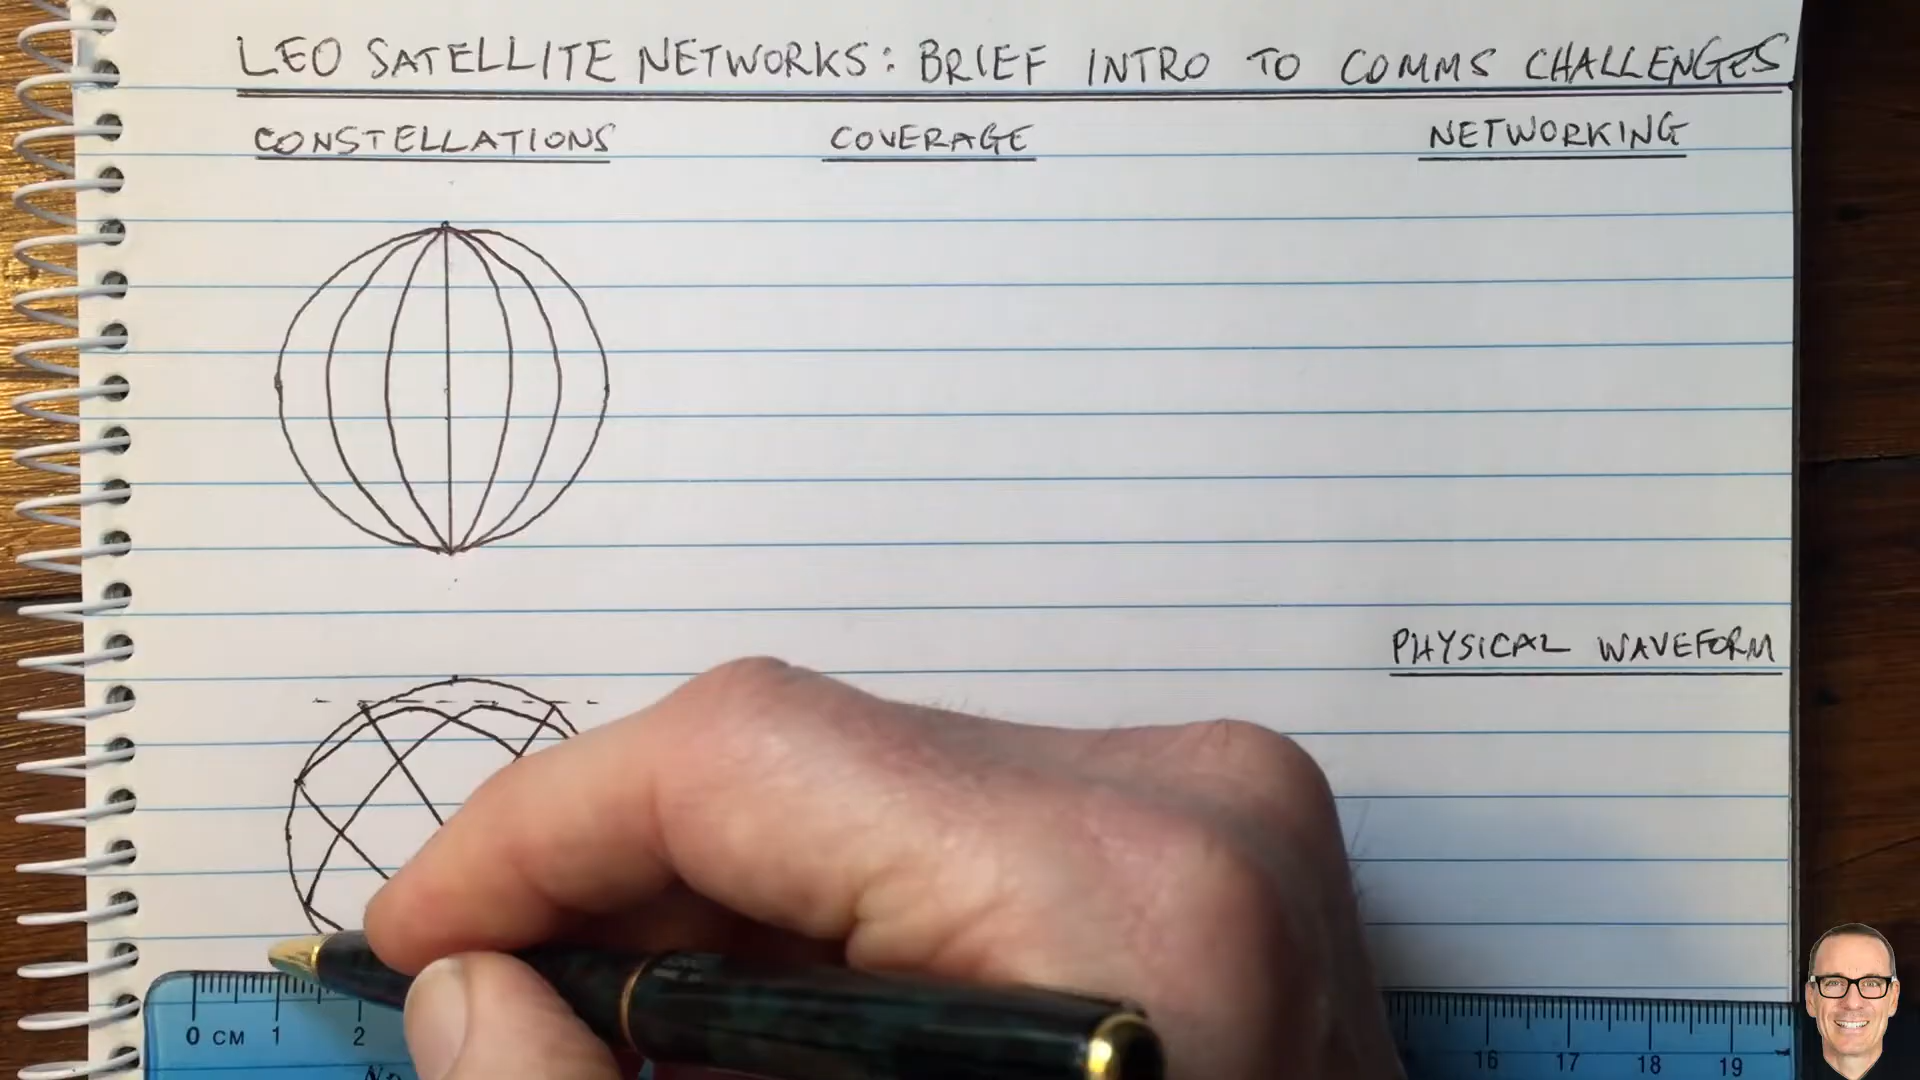 LEO SATELLITE NETWORKS: BRIEF INTRO TO COMMS CHALLENGES
CONSTELLATIONS COVERAGE NETWORKING
PHYSICAL WAVEFORM
0 CM 1 2 16 17 18 19